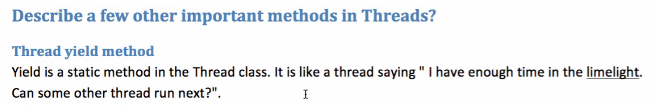 Describe a few other important methods in Threads?
Thread yield method
Yield is a static method in the Thread class. It is like a thread saying " I have enough time in the limelight.
Can some other thread run next?".